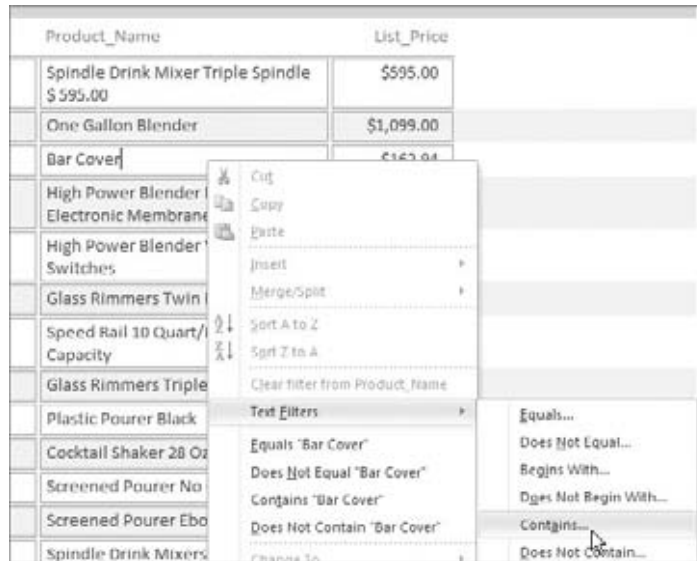 Product_Name List_Price
Spindle Drink Mixer Triple Spindle $595.00
$ 595.00
One Gallon Blender $1,099.00
Bar Cover $162.94
High Power Blender
Electronic Membrane
High Power Blender
Switches
Glass Rimmers Twin
Speed Rail 10 Quart/
Capacity
Glass Rimmers Triple
Plastic Pourer Black
Cocktail Shaker 28 Oz
Screened Pourer No
Screened Pourer Ebo
Spindle Drink Mixers
Cut
Copy
Paste
Insert
Merge/Split
Sort A to Z
Sort Z to A
Clear filter from Product_Name
Text Filters
Equals "Bar Cover"
Does Not Equal "Bar Cover"
Contains "Bar Cover"
Does Not Contain "Bar Cover"
Change To
Equals...
Does Not Equal...
Begins With...
Does Not Begin With...
Contains...
Does Not Contain...